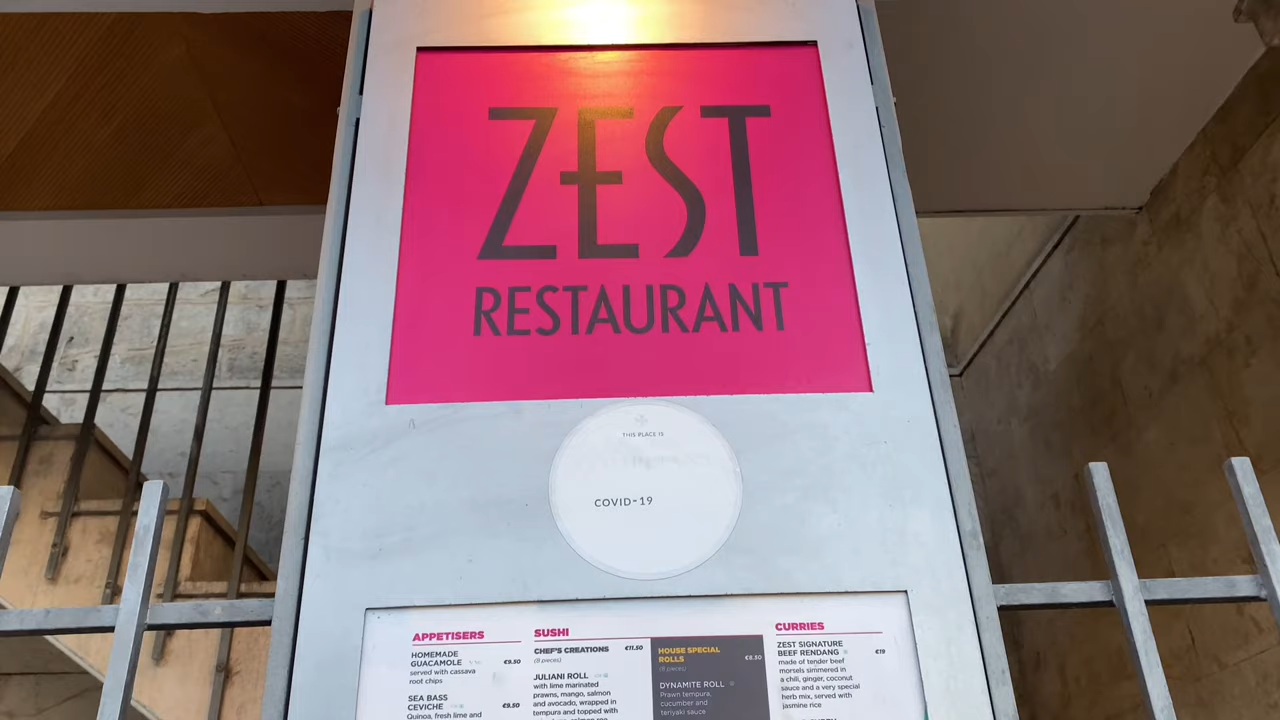 ZEST
RESTAURANT
THIS PLACE IS
COVID-19
APPETISERS
HOMEMADE
GUACAMOLE
€9.50
served with cassava
root chips
SEA BASS
CEVICHE
€9.50
Quinoa, fresh lime and
SUSHI
CHEF'S CREATIONS
€11.50
(8 pieces)
JULIANI ROLL
with lime marinated
prawns, mango, salmon
and avocado, wrapped in
tempura and topped with
HOUSE SPECIAL
ROLLS
€8.50
(8 pieces)
DYNAMITE ROLL
Prawn tempura,
cucumber and
teriyaki sauce
CURRIES
ZEST SIGNATURE
BEEF RENDANG
€19
made of tender beef
morsels simmered in
a chili, ginger, coconut
sauce and a very special
herb mix, served with
jasmine rice